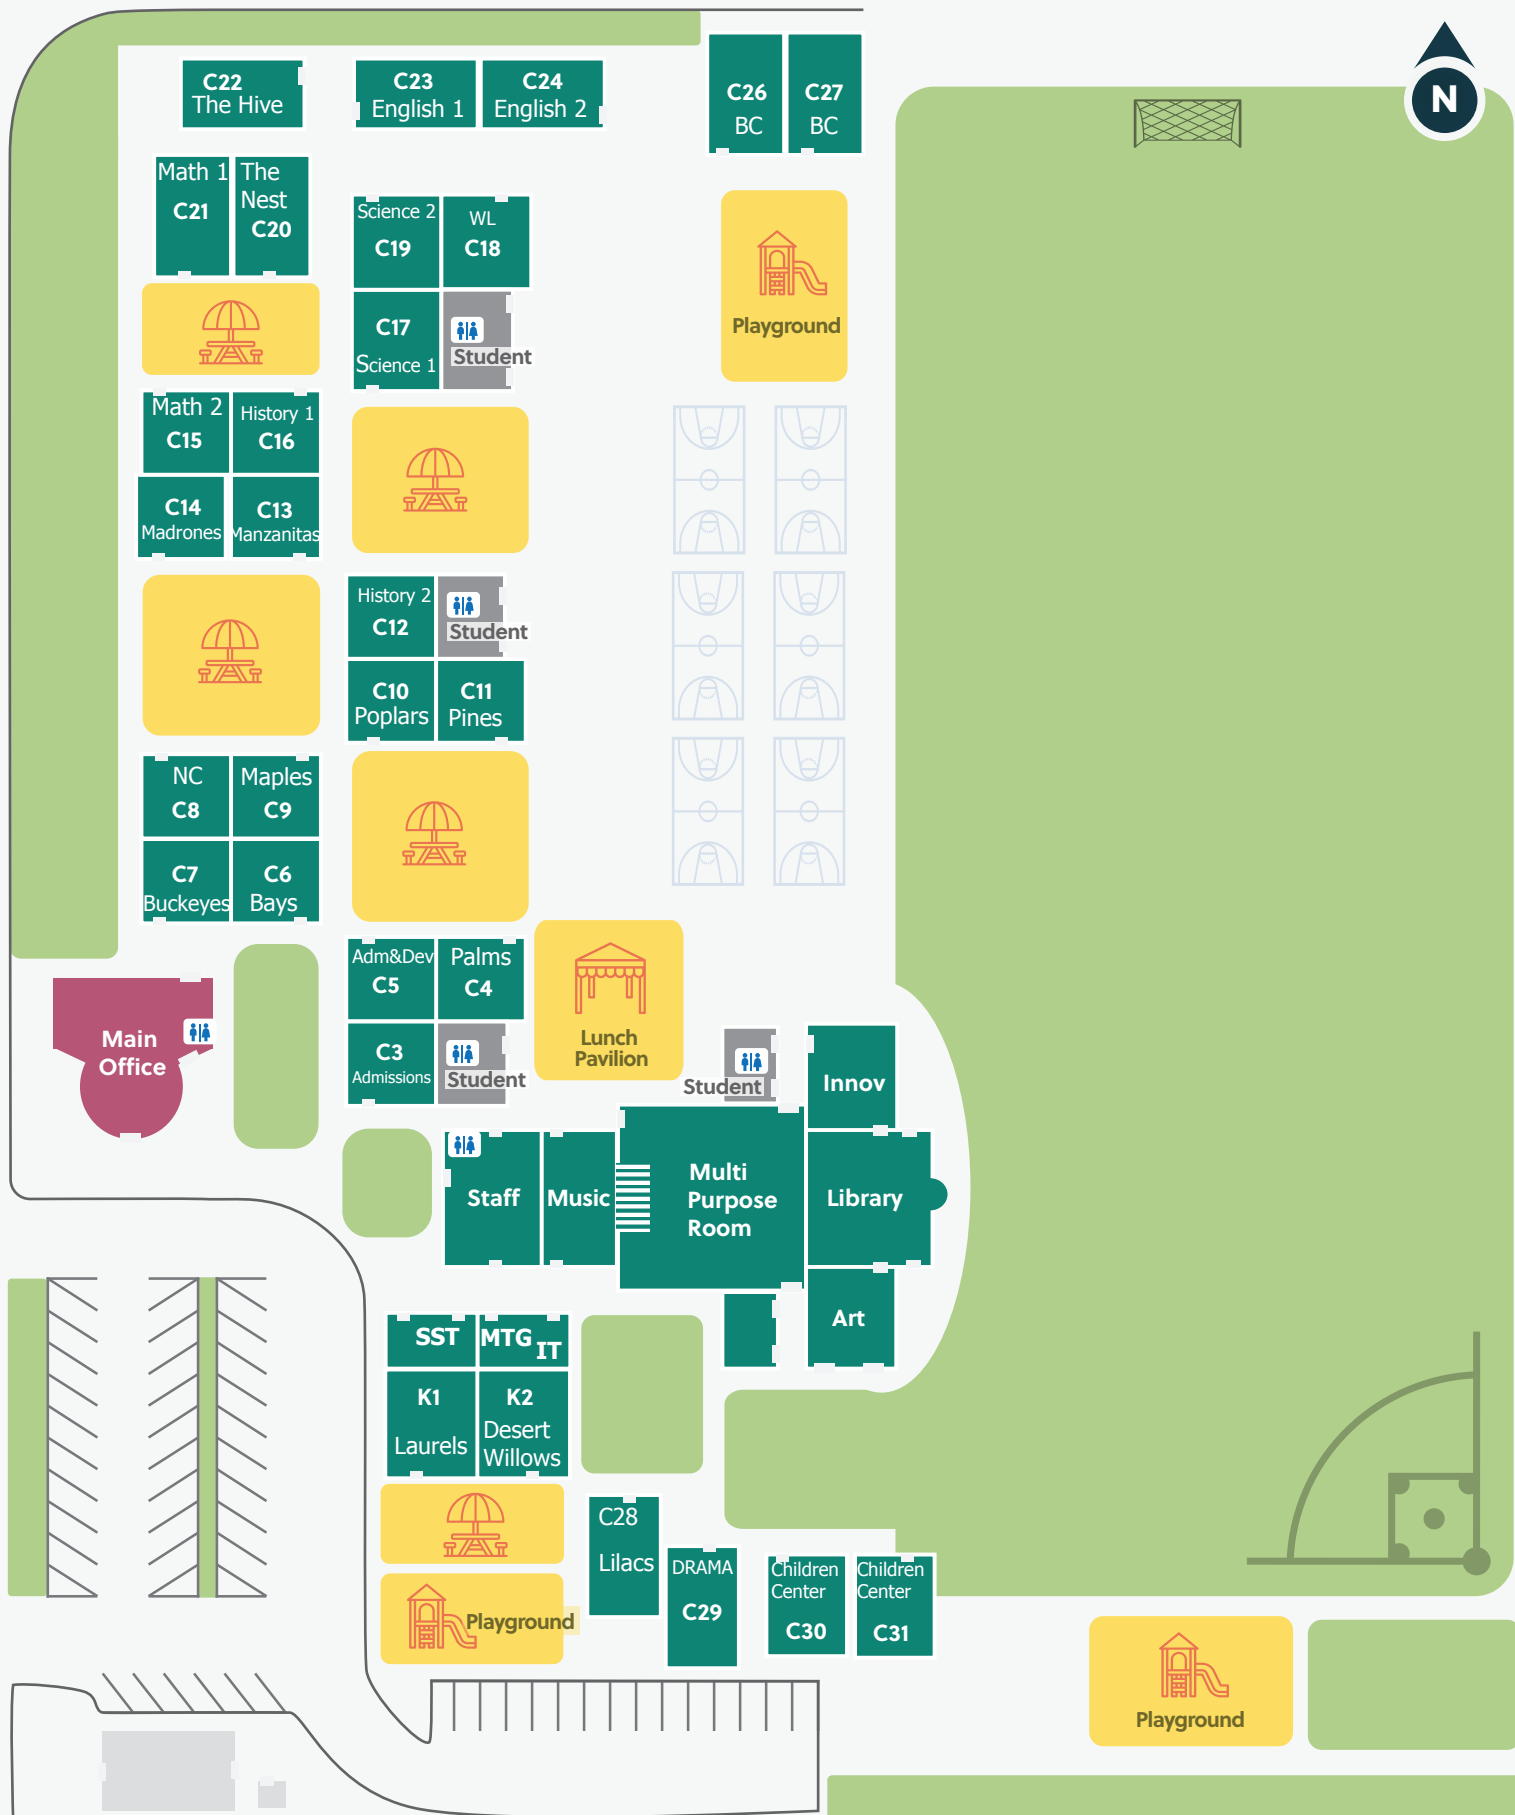 N
C22
The Hive
C23
English 1
C24
English 2
C26
BC
C27
BC
Math 1
C21
The
Nest
C20
Science 2
C19
WL
C18
C17
Science 1
Student
Playground
Math 2
C15
History 1
C16
C14
Madrones
C13
Manzanitas
History 2
C12
Student
C10
Poplars
C11
Pines
NC
C8
Maples
C9
C7
Buckeyes
C6
Bays
Adm&Dev
C5
Palms
C4
C3
Admissions
Student
Lunch
Pavilion
Main
Office
Student
Innov
Staff
Music
Multi
Purpose
Room
Library
Art
SST
MTG
IT
K1
Laurels
K2
Desert
Willows
C28
Lilacs
DRAMA
C29
Children
Center
C30
Children
Center
C31
Playground
Playground